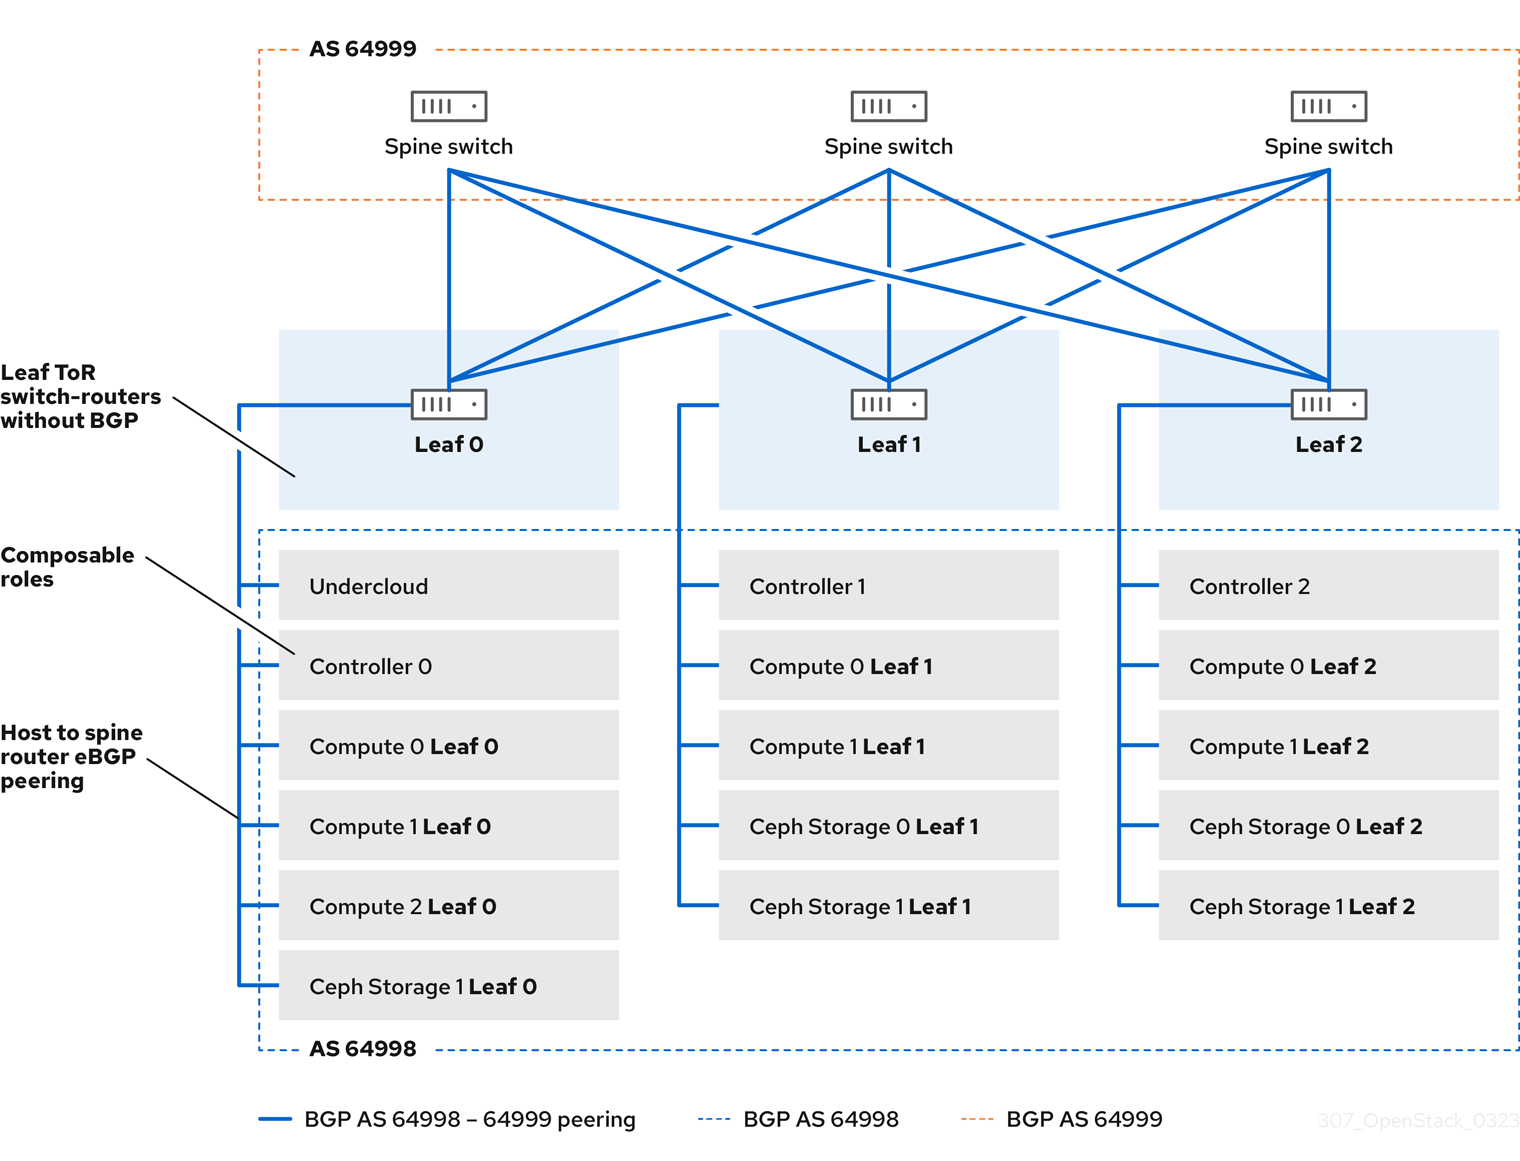 AS 64999
Spine switch
Spine switch
Spine switch
Leaf ToR
switch-routers
without BGP
Leaf 0
Leaf 1
Leaf 2
Composable
roles
Host to spine
router eBGP
peering
Undercloud
Controller 0
Compute 0 Leaf 0
Compute 1 Leaf 0
Compute 2 Leaf 0
Ceph Storage 1 Leaf 0
Controller 1
Compute 0 Leaf 1
Compute 1 Leaf 1
Ceph Storage 0 Leaf 1
Ceph Storage 1 Leaf 1
Controller 2
Compute 0 Leaf 2
Compute 1 Leaf 2
Ceph Storage 0 Leaf 2
Ceph Storage 1 Leaf 2
AS 64998
BGP AS 64998 – 64999 peering
BGP AS 64998
BGP AS 64999
307_OpenStack_0323